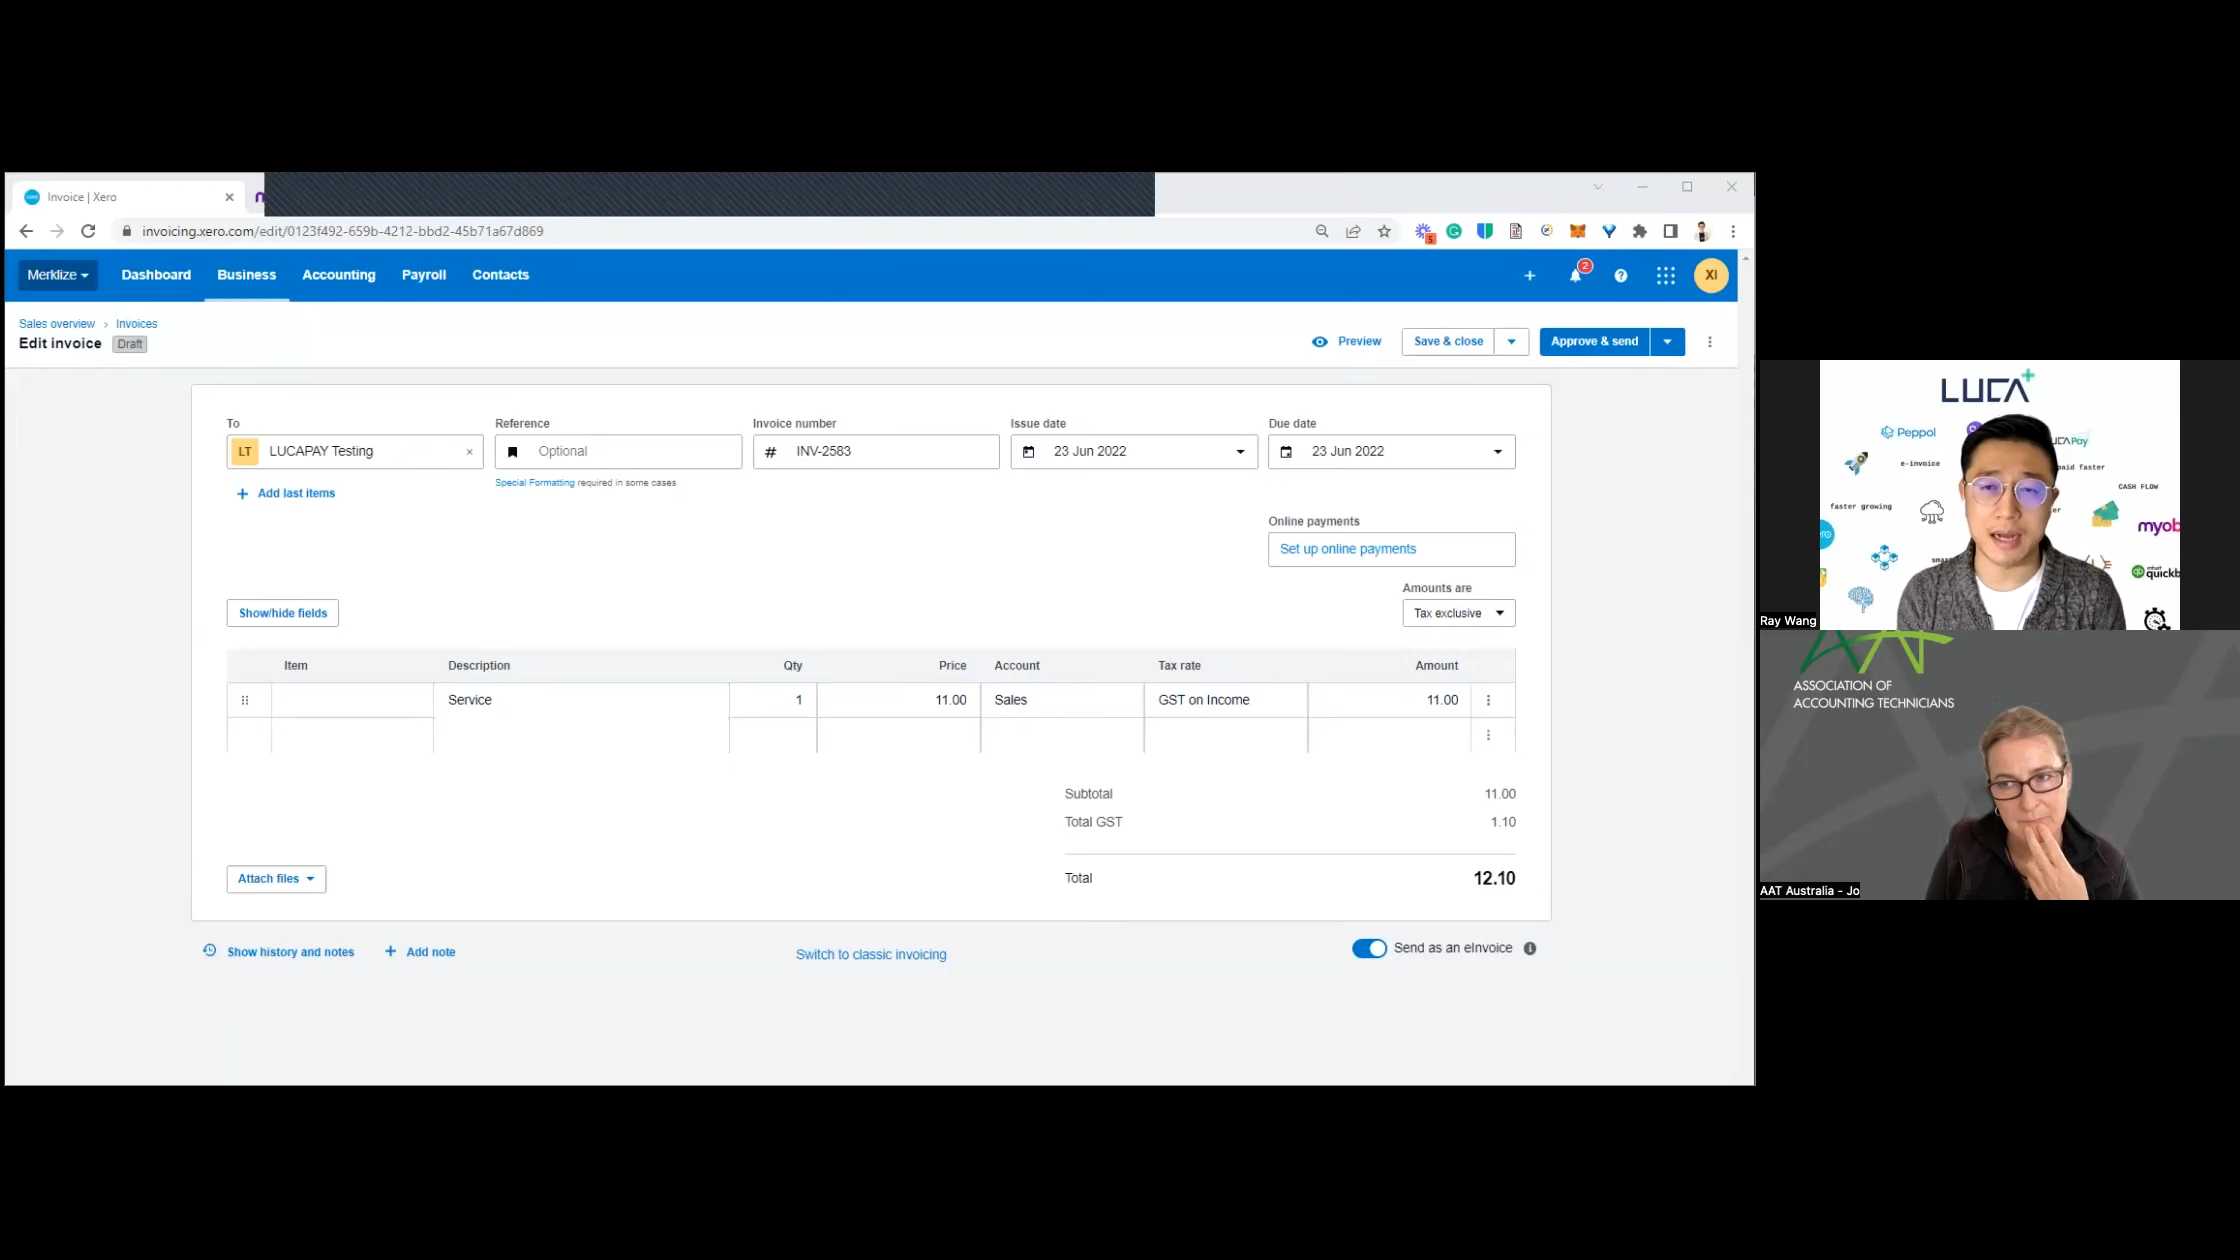 Invoice | Xero
invoicing.xero.com/edit/0123f492-659b-4212-bbd2-45b71a67d869
5
Merklize
Dashboard
Business
Accounting
Payroll
Contacts
2
XI
Sales overview › Invoices
Edit invoice Draft
Preview
Save & close
Approve & send
To
Reference
Invoice number
Issue date
Due date
LT LUCAPAY Testing
Optional
# INV-2583
23 Jun 2022
23 Jun 2022
Special Formatting required in some cases
+ Add last items
Online payments
Set up online payments
Amounts are
Show/hide fields
Tax exclusive
Item Description Qty Price Account Tax rate Amount
Service 1 11.00 Sales GST on Income 11.00
Subtotal 11.00
Total GST 1.10
Attach files
Total 12.10
Show history and notes
+ Add note
Switch to classic invoicing
Send as an eInvoice
LUCA+
Peppol
Pay
e-invoice
paid faster
CASH FLOW
faster growing
myob
Ray Wang
ASSOCIATION OF
ACCOUNTING TECHNICIANS
AAT Australia - Jo